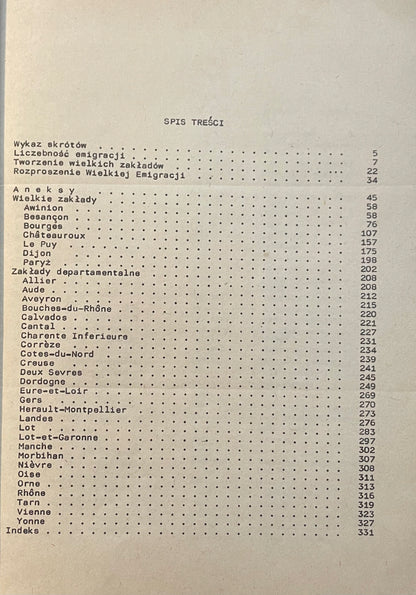 SPIS TREŚCI
Wykaz skrótów . . . . . . . . . . 5
Liczebność emigracji . . . . . . . . . . 7
Tworzenie wielkich zakładów . . . . . . . . . . 22
Rozproszenie Wielkiej Emigracji . . . . . . . . . . 34
A n e k s y . . . . . . . . . . 45
Wielkie zakłady . . . . . . . . . . 58
Awinion . . . . . . . . . . 58
Besançon . . . . . . . . . . 76
Bourges . . . . . . . . . . 107
Châteauroux . . . . . . . . . . 157
Le Puy . . . . . . . . . . 175
Dijon . . . . . . . . . . 198
Paryż . . . . . . . . . . 202
Zakłady departamentalne . . . . . . . . . . 208
Allier . . . . . . . . . . 208
Aude . . . . . . . . . . 212
Aveyron . . . . . . . . . . 215
Bouches-du-Rhône . . . . . . . . . . 220
Calvados . . . . . . . . . . 221
Cantal . . . . . . . . . . 227
Charente Inferieure . . . . . . . . . . 231
Corrèze . . . . . . . . . . 234
Cotes-du-Nord . . . . . . . . . . 239
Creuse . . . . . . . . . . 241
Deux Sevres . . . . . . . . . . 245
Dordogne . . . . . . . . . . 249
Eure-et-Loir . . . . . . . . . . 269
Gers . . . . . . . . . . 270
Herault-Montpellier . . . . . . . . . . 273
Landes . . . . . . . . . . 276
Lot . . . . . . . . . . 283
Lot-et-Garonne . . . . . . . . . . 297
Manche . . . . . . . . . . 302
Morbihan . . . . . . . . . . 307
Nièvre . . . . . . . . . . 308
Oise . . . . . . . . . . 311
Orne . . . . . . . . . . 313
Rhône . . . . . . . . . . 316
Tarn . . . . . . . . . . 319
Vienne . . . . . . . . . . 323
Yonne . . . . . . . . . . 327
Indeks . . . . . . . . . . 331